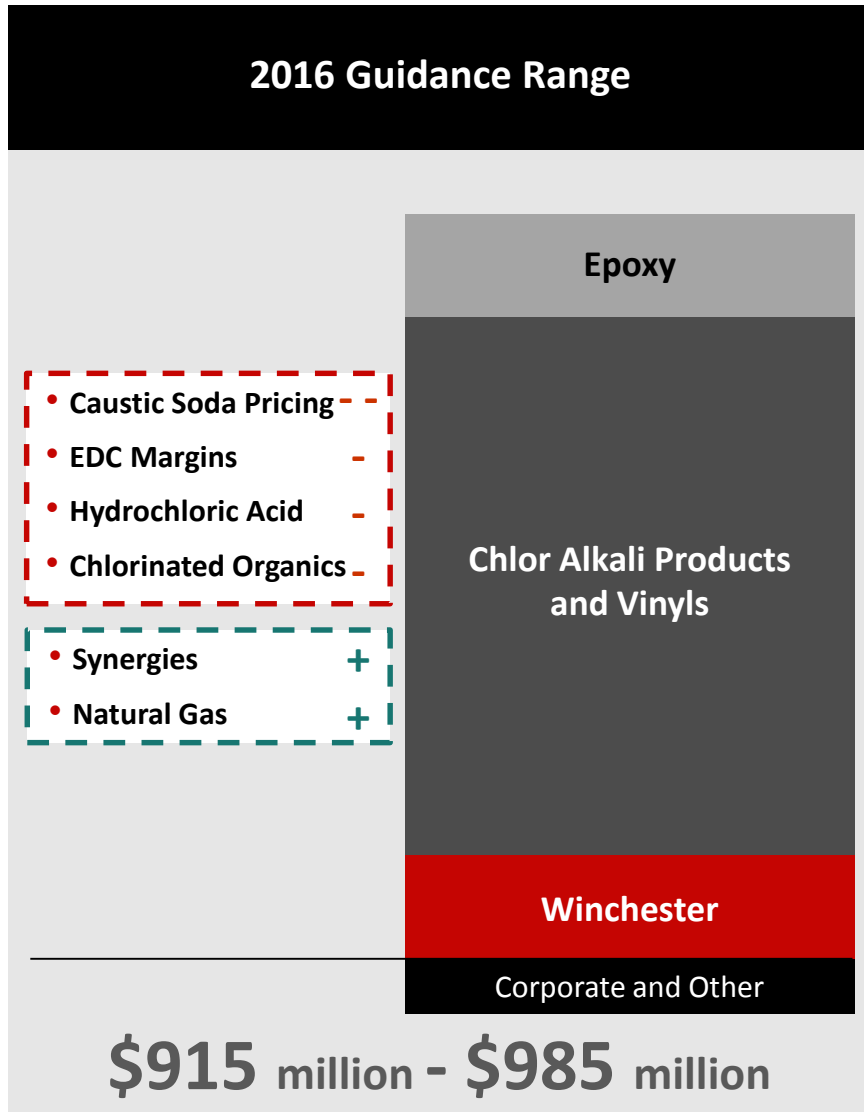 2016 Guidance Range
Epoxy
• Caustic Soda Pricing - -
• EDC Margins -
• Hydrochloric Acid -
• Chlorinated Organics -
Chlor Alkali Products
and Vinyls
• Synergies +
• Natural Gas +
Winchester
Corporate and Other
$915 million - $985 million